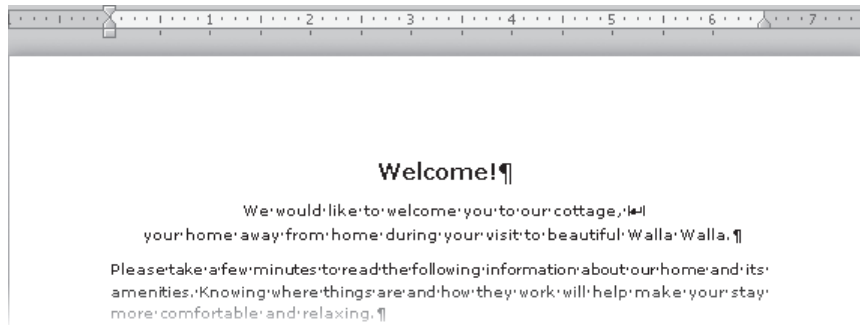 1 2 3 4 5 6 7
Welcome!¶
We·would·like·to·welcome·you·to·our·cottage,·↵
your·home·away·from·home·during·your·visit·to·beautiful·Walla·Walla.¶
Please·take·a·few·minutes·to·read·the·following·information·about·our·home·and·its·
amenities.·Knowing·where·things·are·and·how·they·work·will·help·make·your·stay·
more·comfortable·and·relaxing.¶